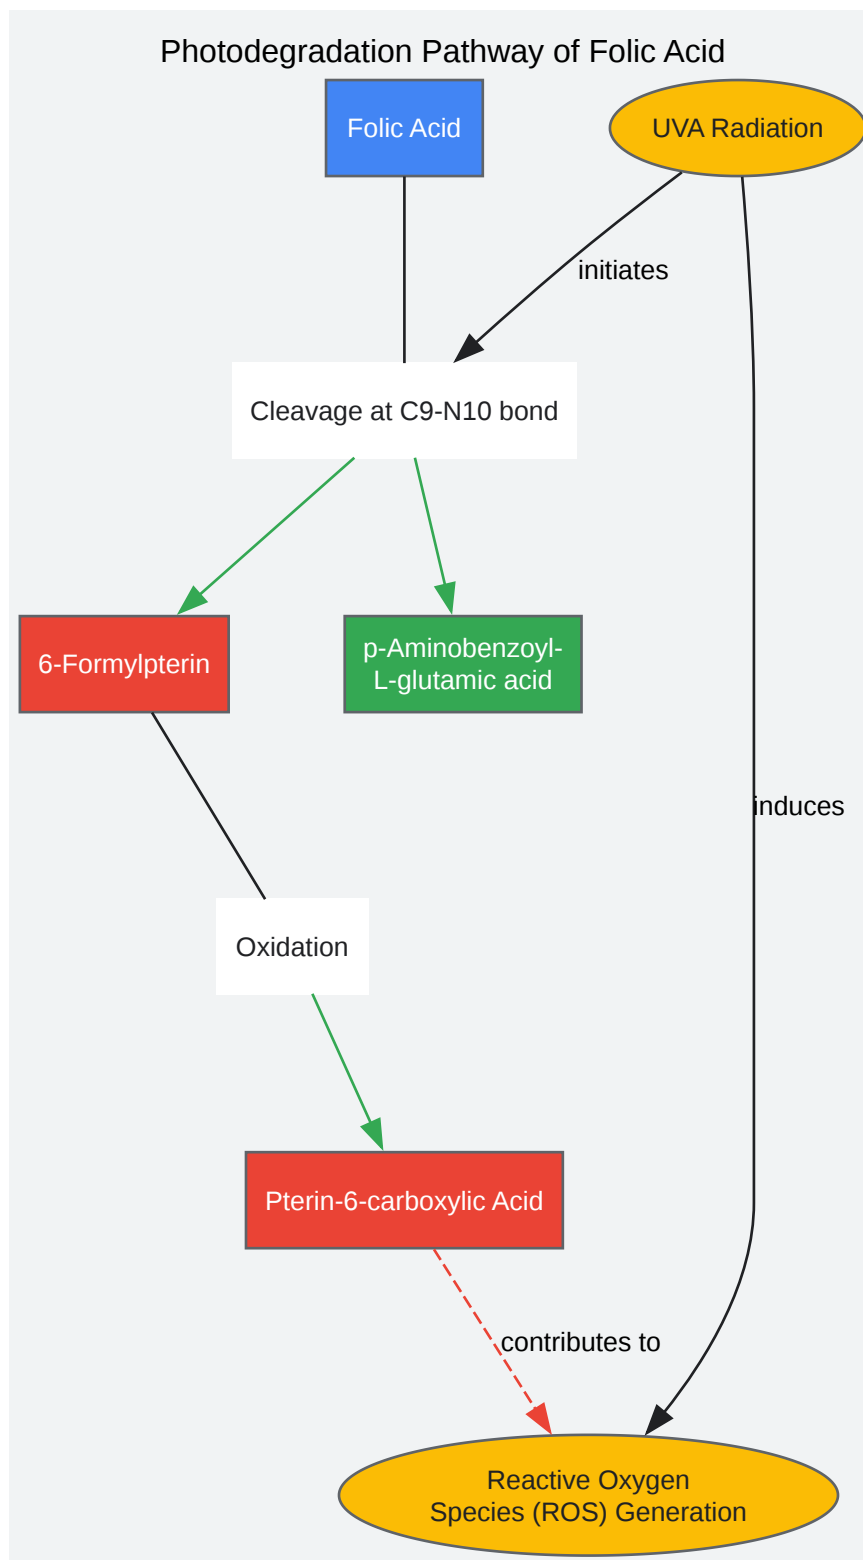 Photodegradation Pathway of Folic Acid
Folic Acid
UVA Radiation
initiates
Cleavage at C9-N10 bond
6-Formylpterin
p-Aminobenzoyl-
L-glutamic acid
induces
Oxidation
Pterin-6-carboxylic Acid
contributes to
Reactive Oxygen
Species (ROS) Generation